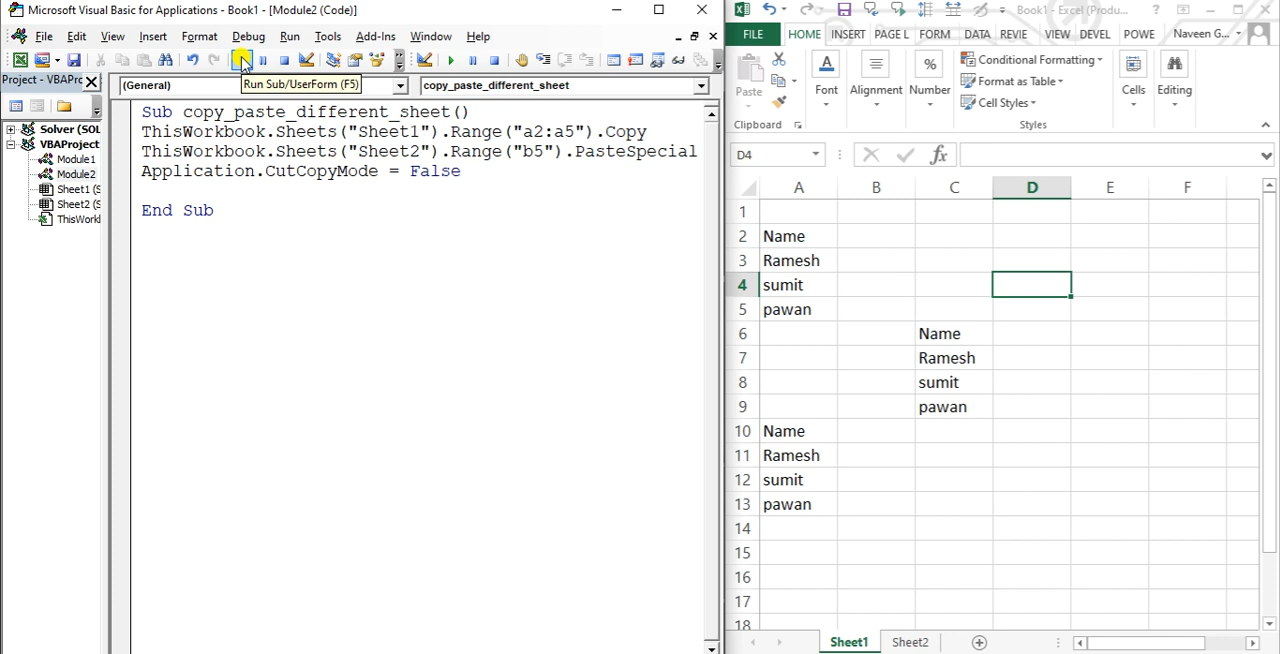 Microsoft Visual Basic for Applications - Book1 - [Module2 (Code)]
File Edit View Insert Format Debug Run Tools Add-Ins Window Help
Run Sub/UserForm (F5)
Project - VBAPrc
(General)
copy_paste_different_sheet
Solver (SOL
VBAProject
Module1
Module2
Sheet1 (S
Sheet2 (S
ThisWorkl
Sub copy_paste_different_sheet()
ThisWorkbook.Sheets("Sheet1").Range("a2:a5").Copy
ThisWorkbook.Sheets("Sheet2").Range("b5").PasteSpecial
Application.CutCopyMode = False
End Sub
Book1 - Excel (Produ...
FILE HOME INSERT PAGE L FORM DATA REVIE VIEW DEVEL POWE Naveen G...
Paste
Font
Alignment
Number
Conditional Formatting
Format as Table
Cell Styles
Cells
Editing
Clipboard
Styles
D4
fx
A B C D E F
1
2 Name
3 Ramesh
4 sumit
5 pawan
6 Name
7 Ramesh
8 sumit
9 pawan
10 Name
11 Ramesh
12 sumit
13 pawan
14
15
16
17
18
Sheet1 Sheet2